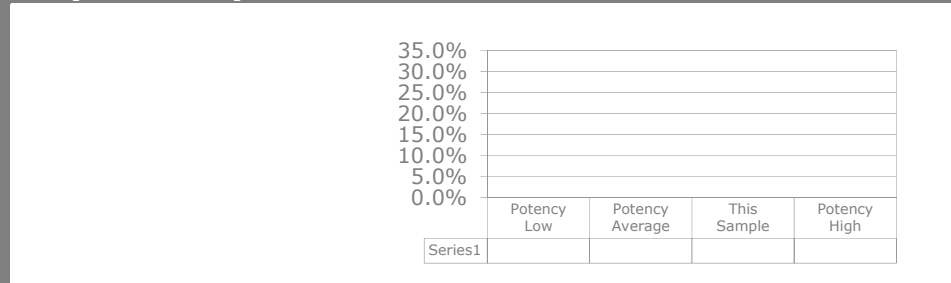 35.0%
30.0%
25.0%
20.0%
15.0%
10.0%
5.0%
0.0%
Potency Low
Potency Average
This Sample
Potency High
Series1